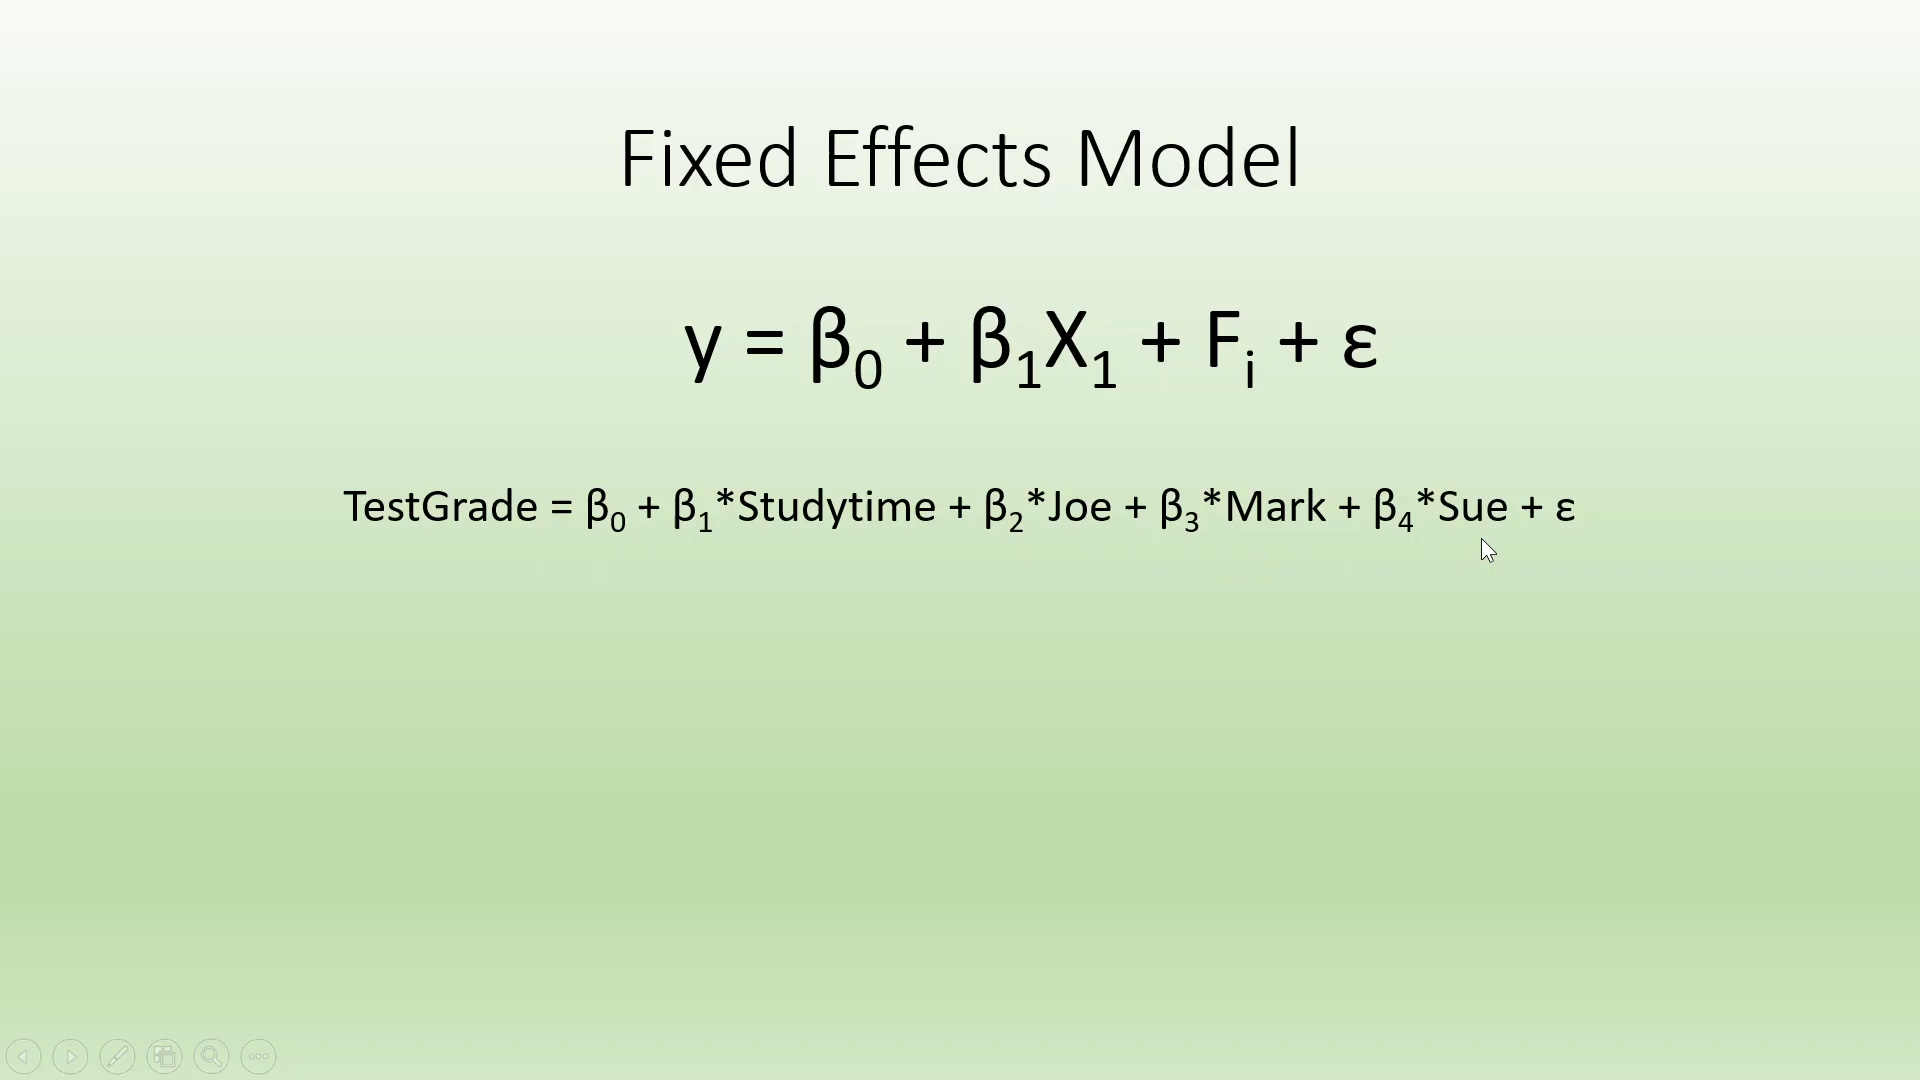 Fixed Effects Model
y = β₀ + β₁X₁ + Fᵢ + ε
TestGrade = β₀ + β₁*Studytime + β₂*Joe + β₃*Mark + β₄*Sue + ε